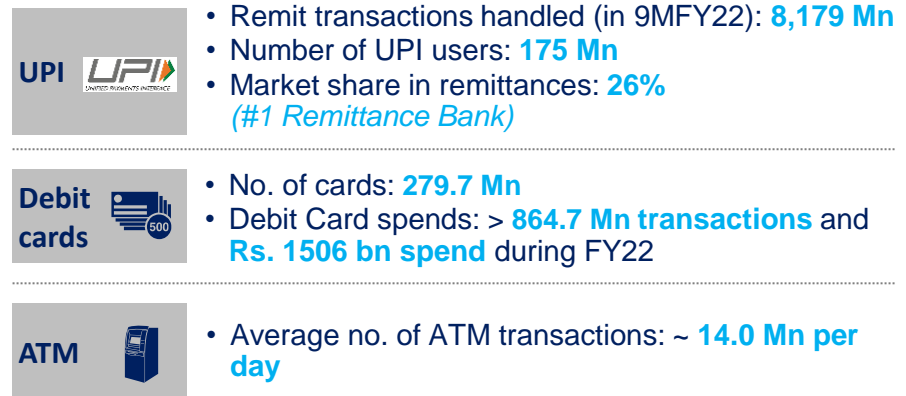 UPI
UPI
UNIFIED PAYMENTS INTERFACE
• Remit transactions handled (in 9MFY22): 8,179 Mn
• Number of UPI users: 175 Mn
• Market share in remittances: 26%
(#1 Remittance Bank)
Debit
cards
500
• No. of cards: 279.7 Mn
• Debit Card spends: > 864.7 Mn transactions and
Rs. 1506 bn spend during FY22
ATM
• Average no. of ATM transactions: ~ 14.0 Mn per
day